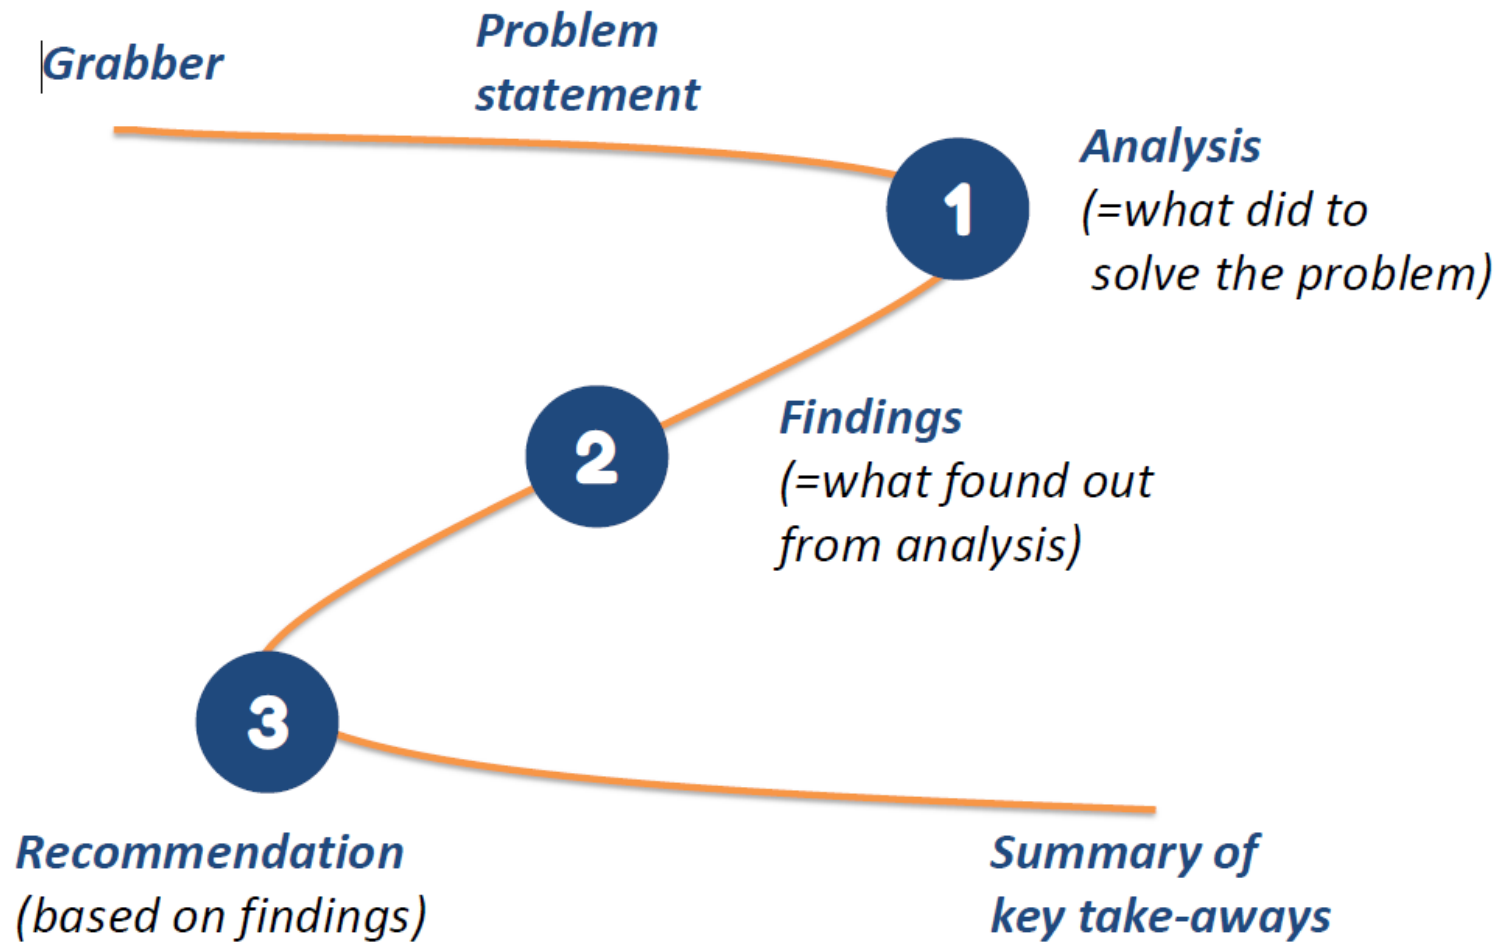 Grabber
Problem
statement
1
Analysis
(=what did to
solve the problem)
2
Findings
(=what found out
from analysis)
3
Recommendation
(based on findings)
Summary of
key take-aways